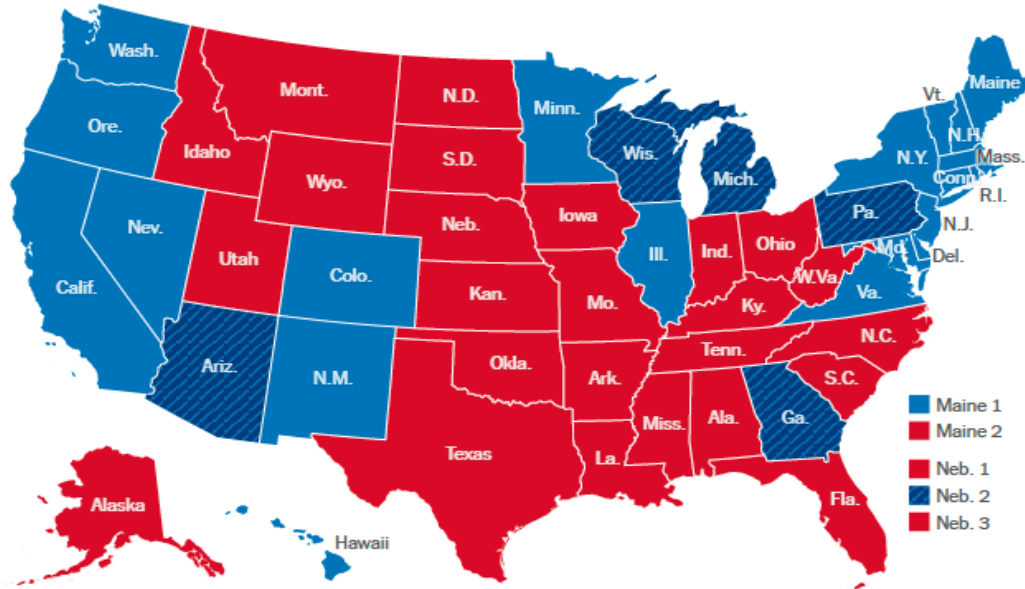 Wash.
Maine
Mont.
N.D.
Minn.
Vt.
Ore.
N.H.
Idaho
S.D.
Wis.
N.Y.
Mass.
Wyo.
Mich.
Conn.
R.I.
Neb.
Iowa
Pa.
N.J.
Nev.
Ohio
Utah
Colo.
Ill.
Ind.
Md.
Del.
Calif.
Kan.
Mo.
W.Va.
Va.
Ky.
Ariz.
N.M.
Okla.
Ark.
Tenn.
N.C.
S.C.
Miss.
Ala.
Ga.
Texas
La.
Fla.
Alaska
Hawaii
Maine 1
Maine 2
Neb. 1
Neb. 2
Neb. 3